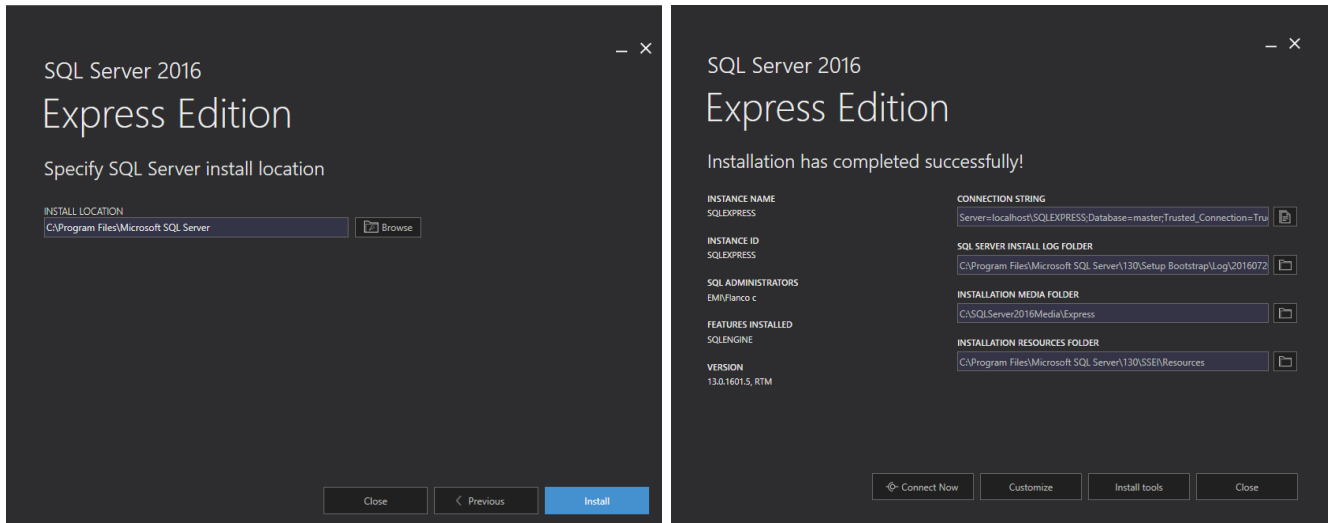 SQL Server 2016
Express Edition
Specify SQL Server install location
INSTALL LOCATION
C:\Program Files\Microsoft SQL Server
Browse
Close
Previous
Install
SQL Server 2016
Express Edition
Installation has completed successfully!
INSTANCE NAME
SQLEXPRESS
INSTANCE ID
SQLEXPRESS
SQL ADMINISTRATORS
EMI\Flanco c
FEATURES INSTALLED
SQLENGINE
VERSION
13.0.1601.5, RTM
CONNECTION STRING
Server=localhost\SQLEXPRESS;Database=master;Trusted_Connection=Tru
SQL SERVER INSTALL LOG FOLDER
C:\Program Files\Microsoft SQL Server\130\Setup Bootstrap\Log\2016072
INSTALLATION MEDIA FOLDER
C:\SQLServer2016Media\Express
INSTALLATION RESOURCES FOLDER
C:\Program Files\Microsoft SQL Server\130\SSEI\Resources
Connect Now
Customize
Install tools
Close